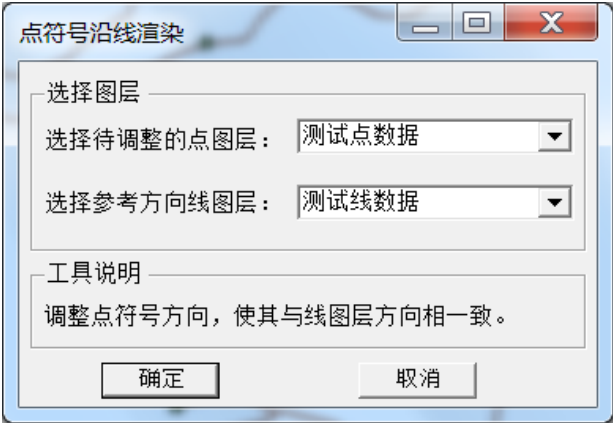 点符号沿线渲染
选择图层
选择待调整的点图层： 测试点数据
选择参考方向线图层： 测试线数据
工具说明
调整点符号方向，使其与线图层方向相一致。
确定 取消